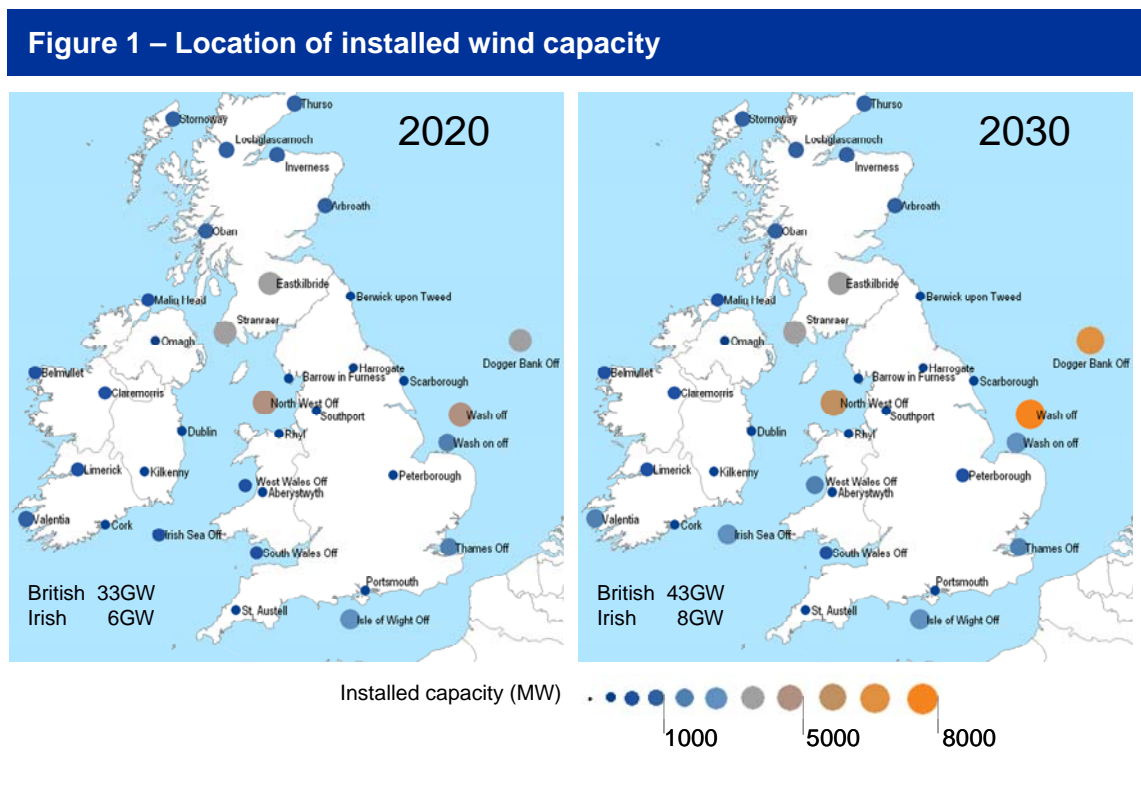 Figure 1 – Location of installed wind capacity
2020
Thurso
Stornoway
Lochglascarnoch
Inverness
Arbroath
Oban
Eastkilbride
Malin Head
Berwick upon Tweed
Stranraer
Omagh
Dogger Bank Off
Belmullet
Harrogate
Barrow in Furness
Scarborough
Claremorris
North West Off
Southport
Wash off
Dublin
Rhyl
Wash on off
Limerick
Kilkenny
Peterborough
West Wales Off
Aberystwyth
Valentia
Cork
Irish Sea Off
Thames Off
South Wales Off
Portsmouth
British 33GW
Irish 6GW
St. Austell
Isle of Wight Off
2030
Thurso
Stornoway
Lochglascarnoch
Inverness
Arbroath
Oban
Eastkilbride
Malin Head
Berwick upon Tweed
Stranraer
Omagh
Dogger Bank Off
Belmullet
Harrogate
Barrow in Furness
Scarborough
Claremorris
North West Off
Southport
Wash off
Dublin
Rhyl
Wash on off
Limerick
Kilkenny
Peterborough
West Wales Off
Aberystwyth
Valentia
Cork
Irish Sea Off
Thames Off
South Wales Off
Portsmouth
British 43GW
Irish 8GW
St. Austell
Isle of Wight Off
Installed capacity (MW)
1000
5000
8000